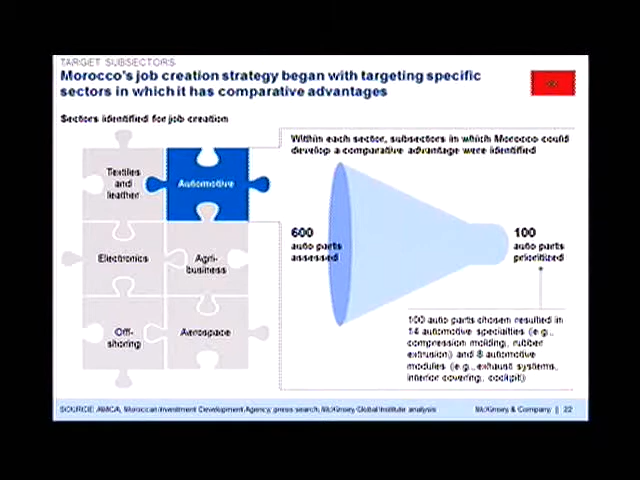 TARGET SUBSECTORS
Morocco's job creation strategy began with targeting specific
sectors in which it has comparative advantages
Sectors identified for job creation
Textiles
and
leather
Automotive
Electronics
Agri-
business
Off-
shoring
Aerospace
Within each sector, subsectors in which Morocco could
develop a comparative advantage were identified
600
auto parts
assessed
100
auto parts
prioritized
100 auto parts chosen resulted in
14 automotive specialties (e.g.,
compression molding, rubber
extrusion) and 8 automotive
modules (e.g., exhaust systems,
interior covering, cockpit)
SOURCE: AMICA, Moroccan Investment Development Agency, press search, McKinsey Global Institute analysis
McKinsey & Company | 22